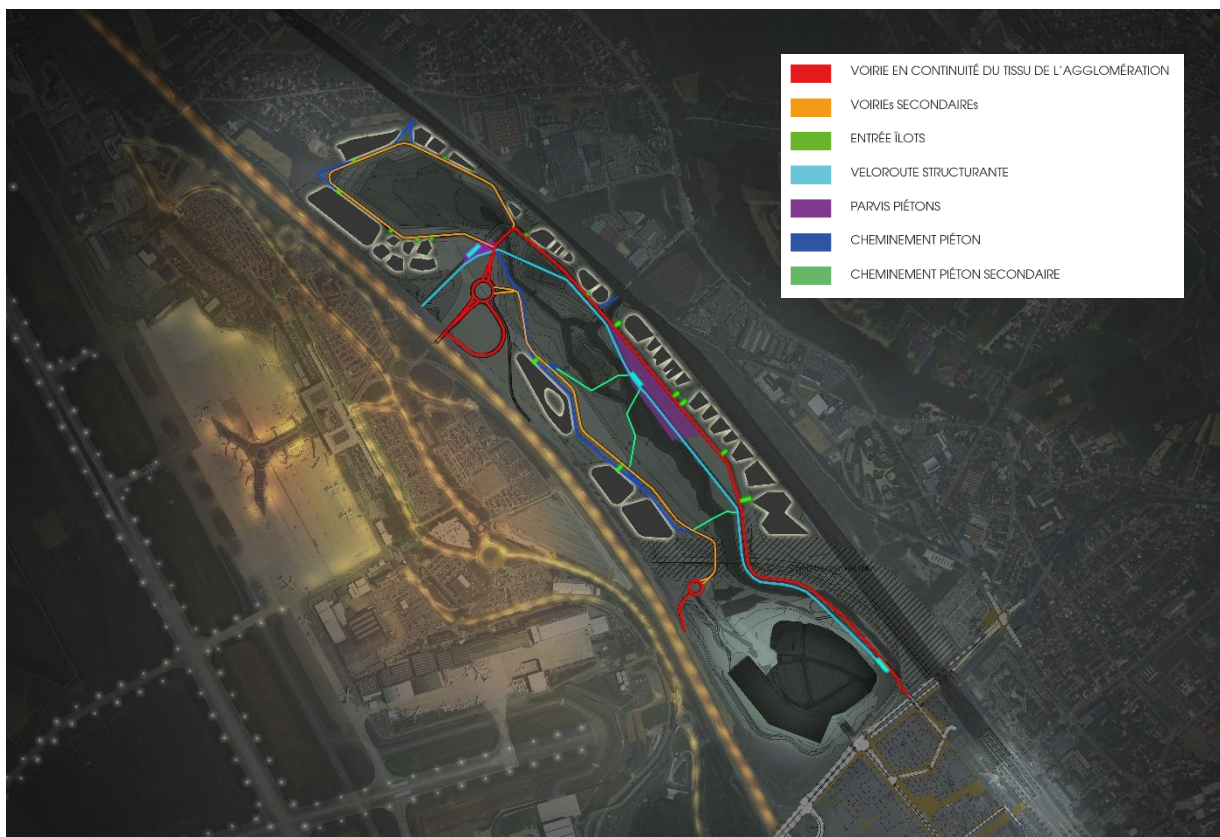 VOIRIE EN CONTINUITÉ DU TISSU DE L'AGGLOMÉRATION
VOIRIEs SECONDAIREs
ENTRÉE ÎLOTS
VELOROUTE STRUCTURANTE
PARVIS PIÉTONS
CHEMINEMENT PIÉTON
CHEMINEMENT PIÉTON SECONDAIRE